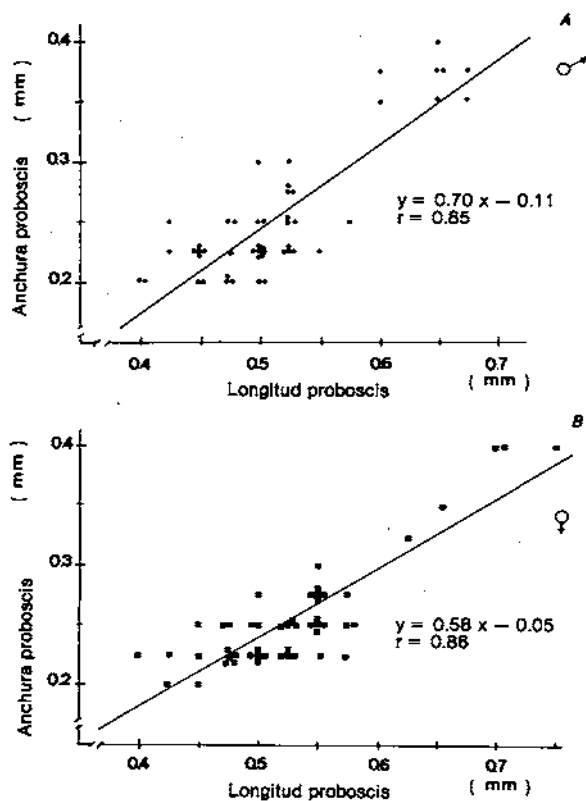 A
♂
( mm )
Anchura proboscis
0.4
0.3
0.2
y = 0.70 x – 0.11
r = 0.85
0.4 0.5 0.6 0.7
Longitud proboscis ( mm )
B
♀
( mm )
Anchura proboscis
0.4
0.3
0.2
y = 0.58 x – 0.05
r = 0.86
0.4 0.5 0.6 0.7
Longitud proboscis ( mm )